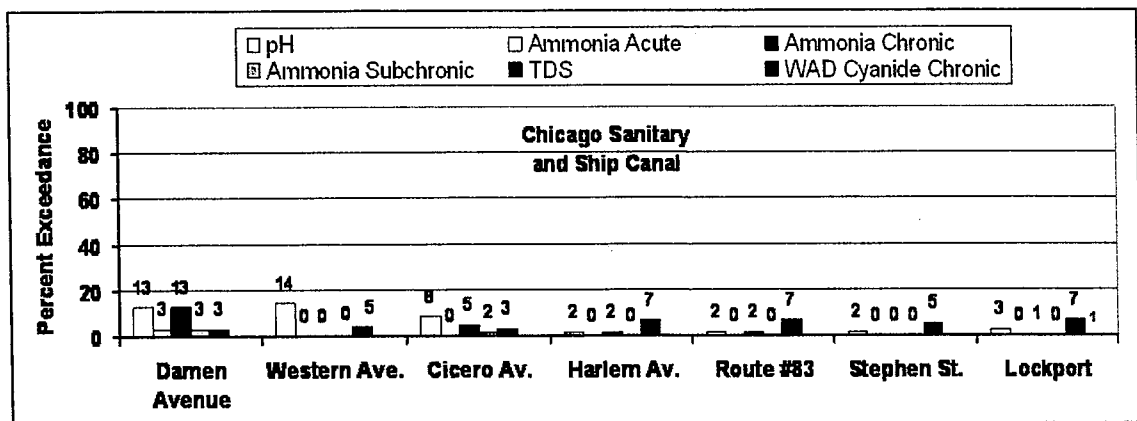 pH Ammonia Acute Ammonia Chronic
Ammonia Subchronic TDS WAD Cyanide Chronic
Percent Exceedance
100
80
60
40
20
0
Chicago Sanitary
and Ship Canal
13 3 13 3 3
14 0 0 0 5
8 0 5 2 3
2 0 2 0 7
2 0 2 0 7
2 0 0 0 5
3 0 1 0 7 1
Damen Avenue
Western Ave.
Cicero Av.
Harlem Av.
Route #83
Stephen St.
Lockport